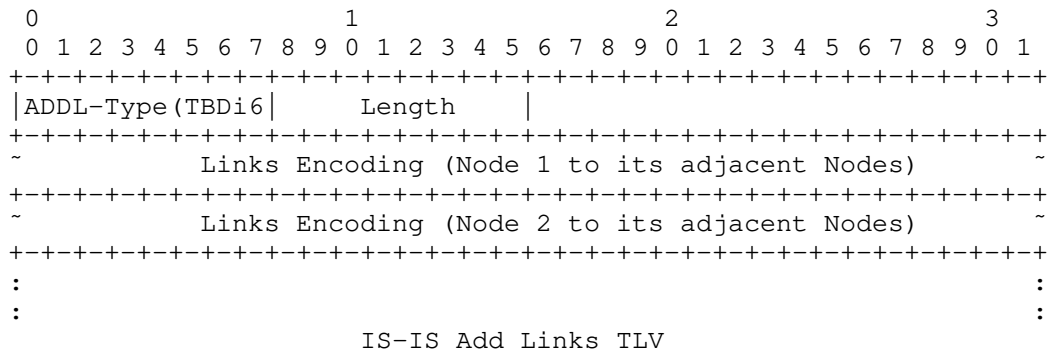 0                   1                   2                   3
 0 1 2 3 4 5 6 7 8 9 0 1 2 3 4 5 6 7 8 9 0 1 2 3 4 5 6 7 8 9 0 1
+-+-+-+-+-+-+-+-+-+-+-+-+-+-+-+-+-+-+-+-+-+-+-+-+-+-+-+-+-+-+-+-+
|ADDL-Type(TBDi6|     Length    |
+-+-+-+-+-+-+-+-+-+-+-+-+-+-+-+-+-+-+-+-+-+-+-+-+-+-+-+-+-+-+-+-+
~           Links Encoding (Node 1 to its adjacent Nodes)       ~
+-+-+-+-+-+-+-+-+-+-+-+-+-+-+-+-+-+-+-+-+-+-+-+-+-+-+-+-+-+-+-+-+
~           Links Encoding (Node 2 to its adjacent Nodes)       ~
+-+-+-+-+-+-+-+-+-+-+-+-+-+-+-+-+-+-+-+-+-+-+-+-+-+-+-+-+-+-+-+-+
:                                                               :
:                                                               :
                      IS-IS Add Links TLV